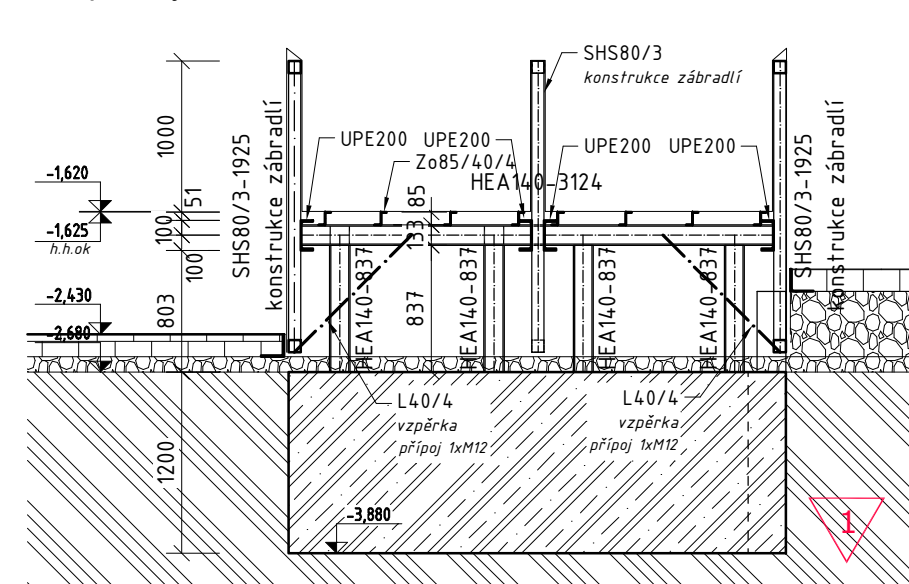 SHS80/3
konstrukce zábradlí
1000
SHS80/3-1925
konstrukce zábradlí
SHS80/3-1925
konstrukce zábradlí
UPE200
UPE200
UPE200
UPE200
Zo85/40/4
HEA140-3124
-1,620
-1,625
h.h.ok
51
100
100
85
133
803
837
HEA140-837
HEA140-837
HEA140-837
HEA140-837
-2,430
-2,680
L40/4
vzpěrka
přípoj 1xM12
L40/4
vzpěrka
přípoj 1xM12
1200
-3,880
1